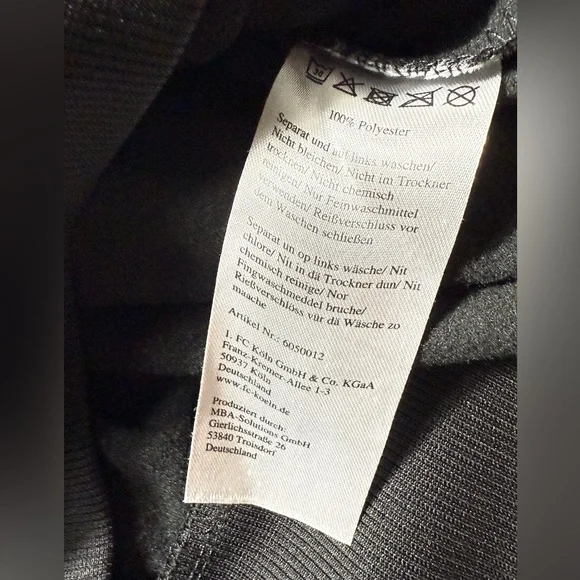 30
100% Polyester
Separat und auf links waschen/
Nicht bleichen/ Nicht im Trockner
trocknen/ Nicht chemisch
reinigen/ Nur Feinwaschmittel
verwenden/ Reißverschluss vor
dem Waschen schließen
Separat un op links wäsche/ Nit
chlore/ Nit in dä Trockner dun/ Nit
chemisch reinige/ Nor
Fingwaschmeddel bruche/
Rießverschlöss vür dä Wäsche zo
maache
Artikel Nr.: 6050012
1. FC Köln GmbH & Co. KGaA
Franz-Kremer-Allee 1-3
50937 Köln
Deutschland
www.fc-koeln.de
Produziert durch:
MBA-Solutions GmbH
Gierlichsstraße 26
53840 Troisdorf
Deutschland